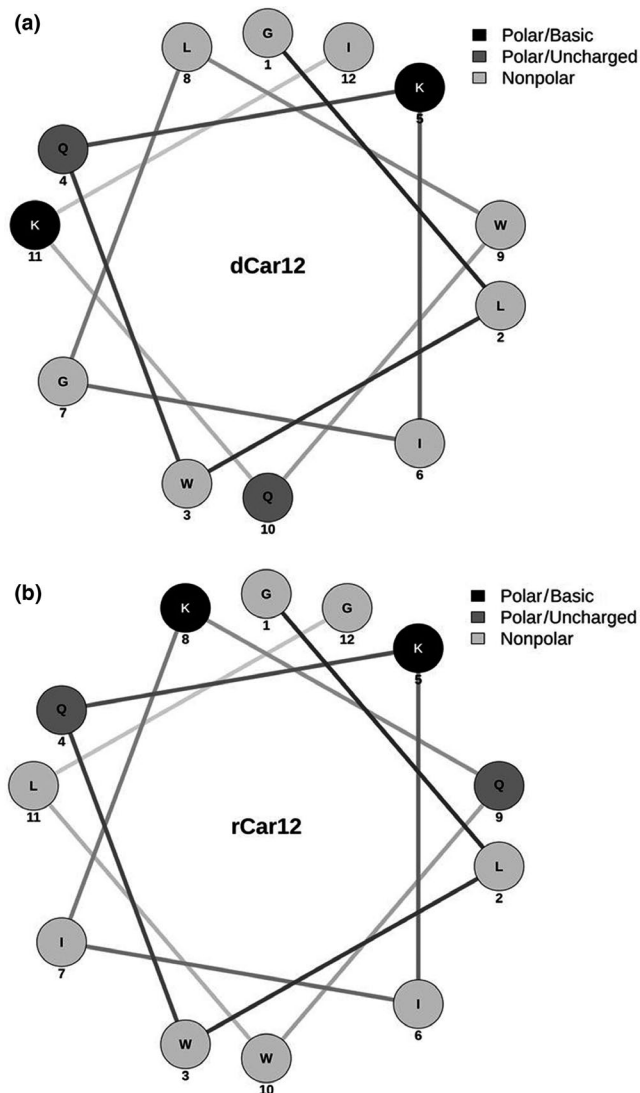 (a)
Polar/Basic
Polar/Uncharged
Nonpolar
G
1
I
12
L
8
K
5
Q
4
K
11
W
9
dCar12
L
2
G
7
I
6
W
3
Q
10
(b)
Polar/Basic
Polar/Uncharged
Nonpolar
G
1
G
12
K
8
K
5
Q
4
L
11
Q
9
rCar12
L
2
I
7
I
6
W
3
W
10